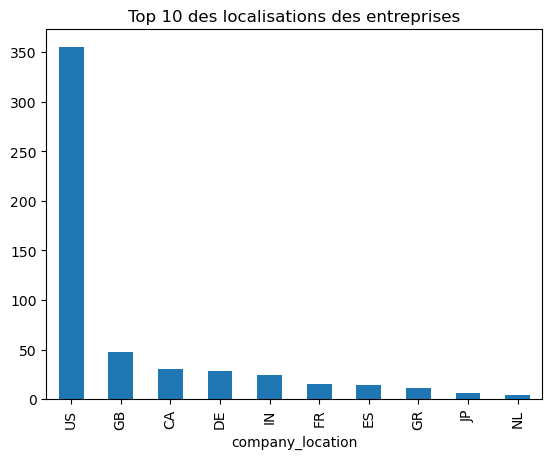 Top 10 des localisations des entreprises
350
300
250
200
150
100
50
0
US
GB
CA
DE
IN
FR
ES
GR
JP
NL
company_location